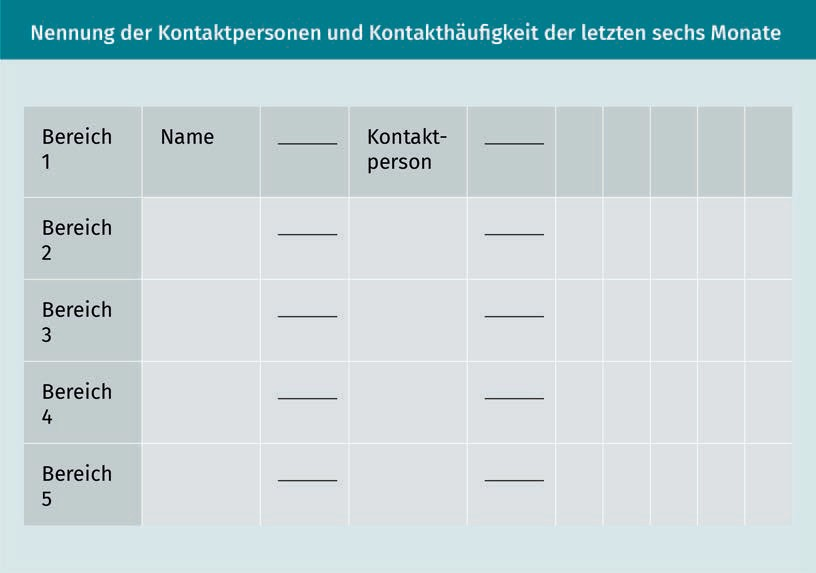 Nennung der Kontaktpersonen und Kontakthäufigkeit der letzten sechs Monate
Bereich 1 Name ______ Kontakt-person ______
Bereich 2 ______ ______
Bereich 3 ______ ______
Bereich 4 ______ ______
Bereich 5 ______ ______